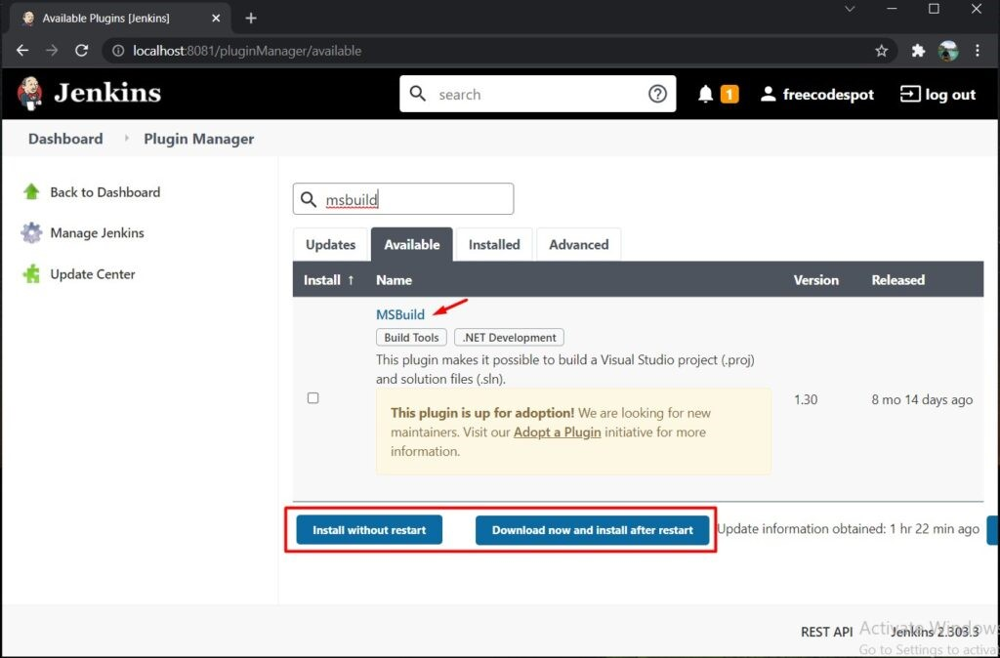 Available Plugins [Jenkins]
localhost:8081/pluginManager/available
Jenkins
search
1
freecodespot
log out
Dashboard
Plugin Manager
Back to Dashboard
Manage Jenkins
Update Center
msbuild
Updates
Available
Installed
Advanced
Install ↑ Name Version Released
MSBuild
Build Tools .NET Development
This plugin makes it possible to build a Visual Studio project (.proj)
and solution files (.sln).
This plugin is up for adoption! We are looking for new
maintainers. Visit our Adopt a Plugin initiative for more
information.
1.30
8 mo 14 days ago
Install without restart
Download now and install after restart
Update information obtained: 1 hr 22 min ago
REST API
Jenkins 2.303.3
Activate Windows
Go to Settings to activa